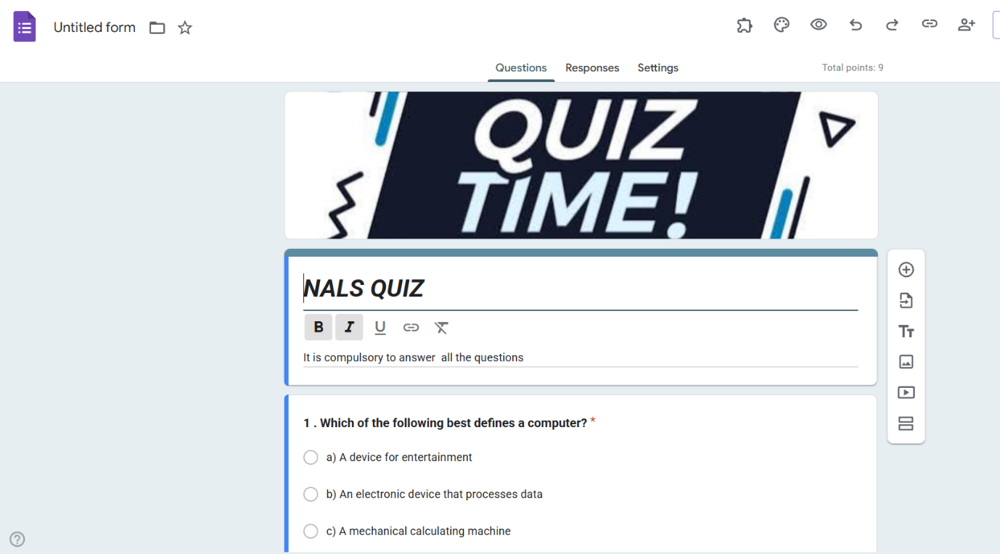 Untitled form
Questions Responses Settings Total points: 9
QUIZ
TIME!
NALS QUIZ
B I U
It is compulsory to answer  all the questions
1 . Which of the following best defines a computer? *
a) A device for entertainment
b) An electronic device that processes data
c) A mechanical calculating machine